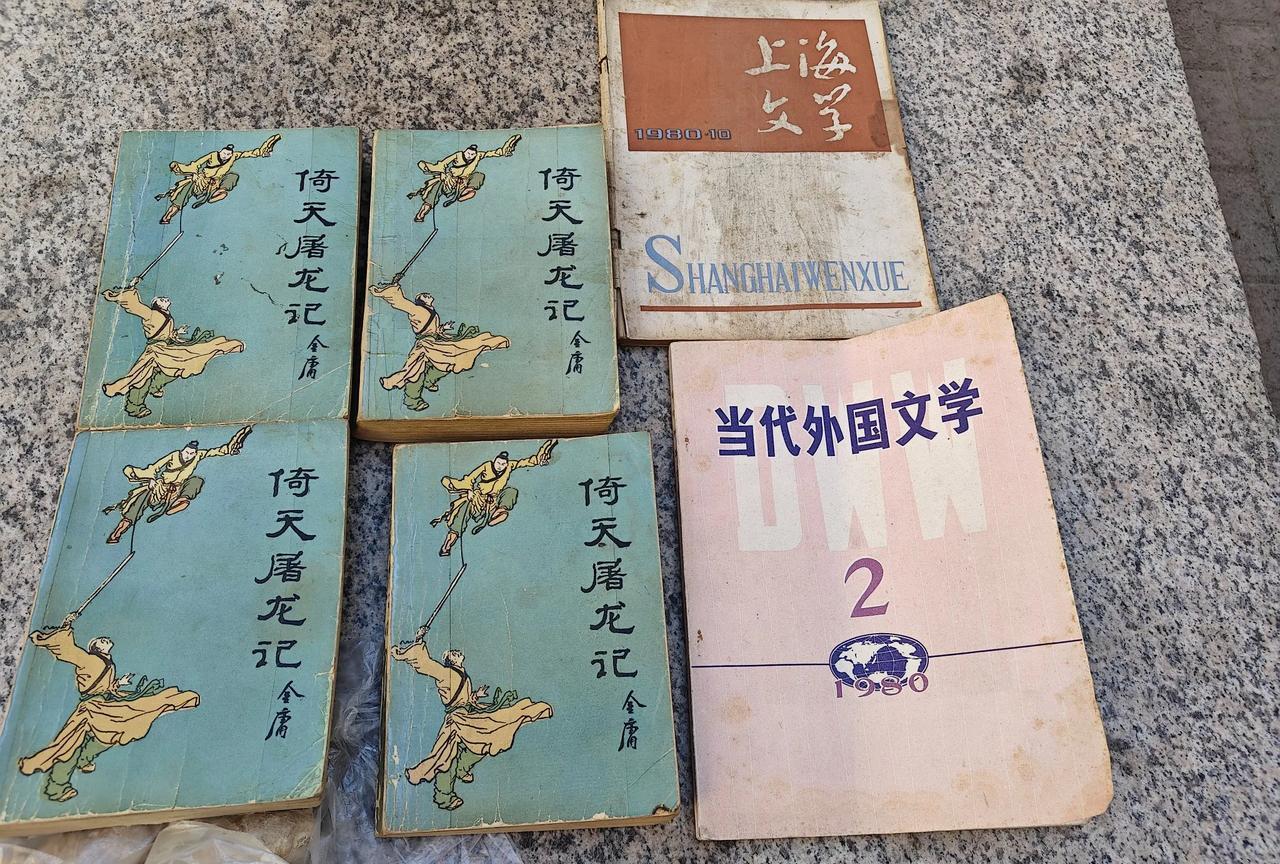 倚天屠龙记
金庸
倚天屠龙记
金庸
上海
文学
1980·10
SHANGHAIWENXUE
倚天屠龙记
金庸
倚天屠龙记
金庸
DWW
当代外国文学
2
1980